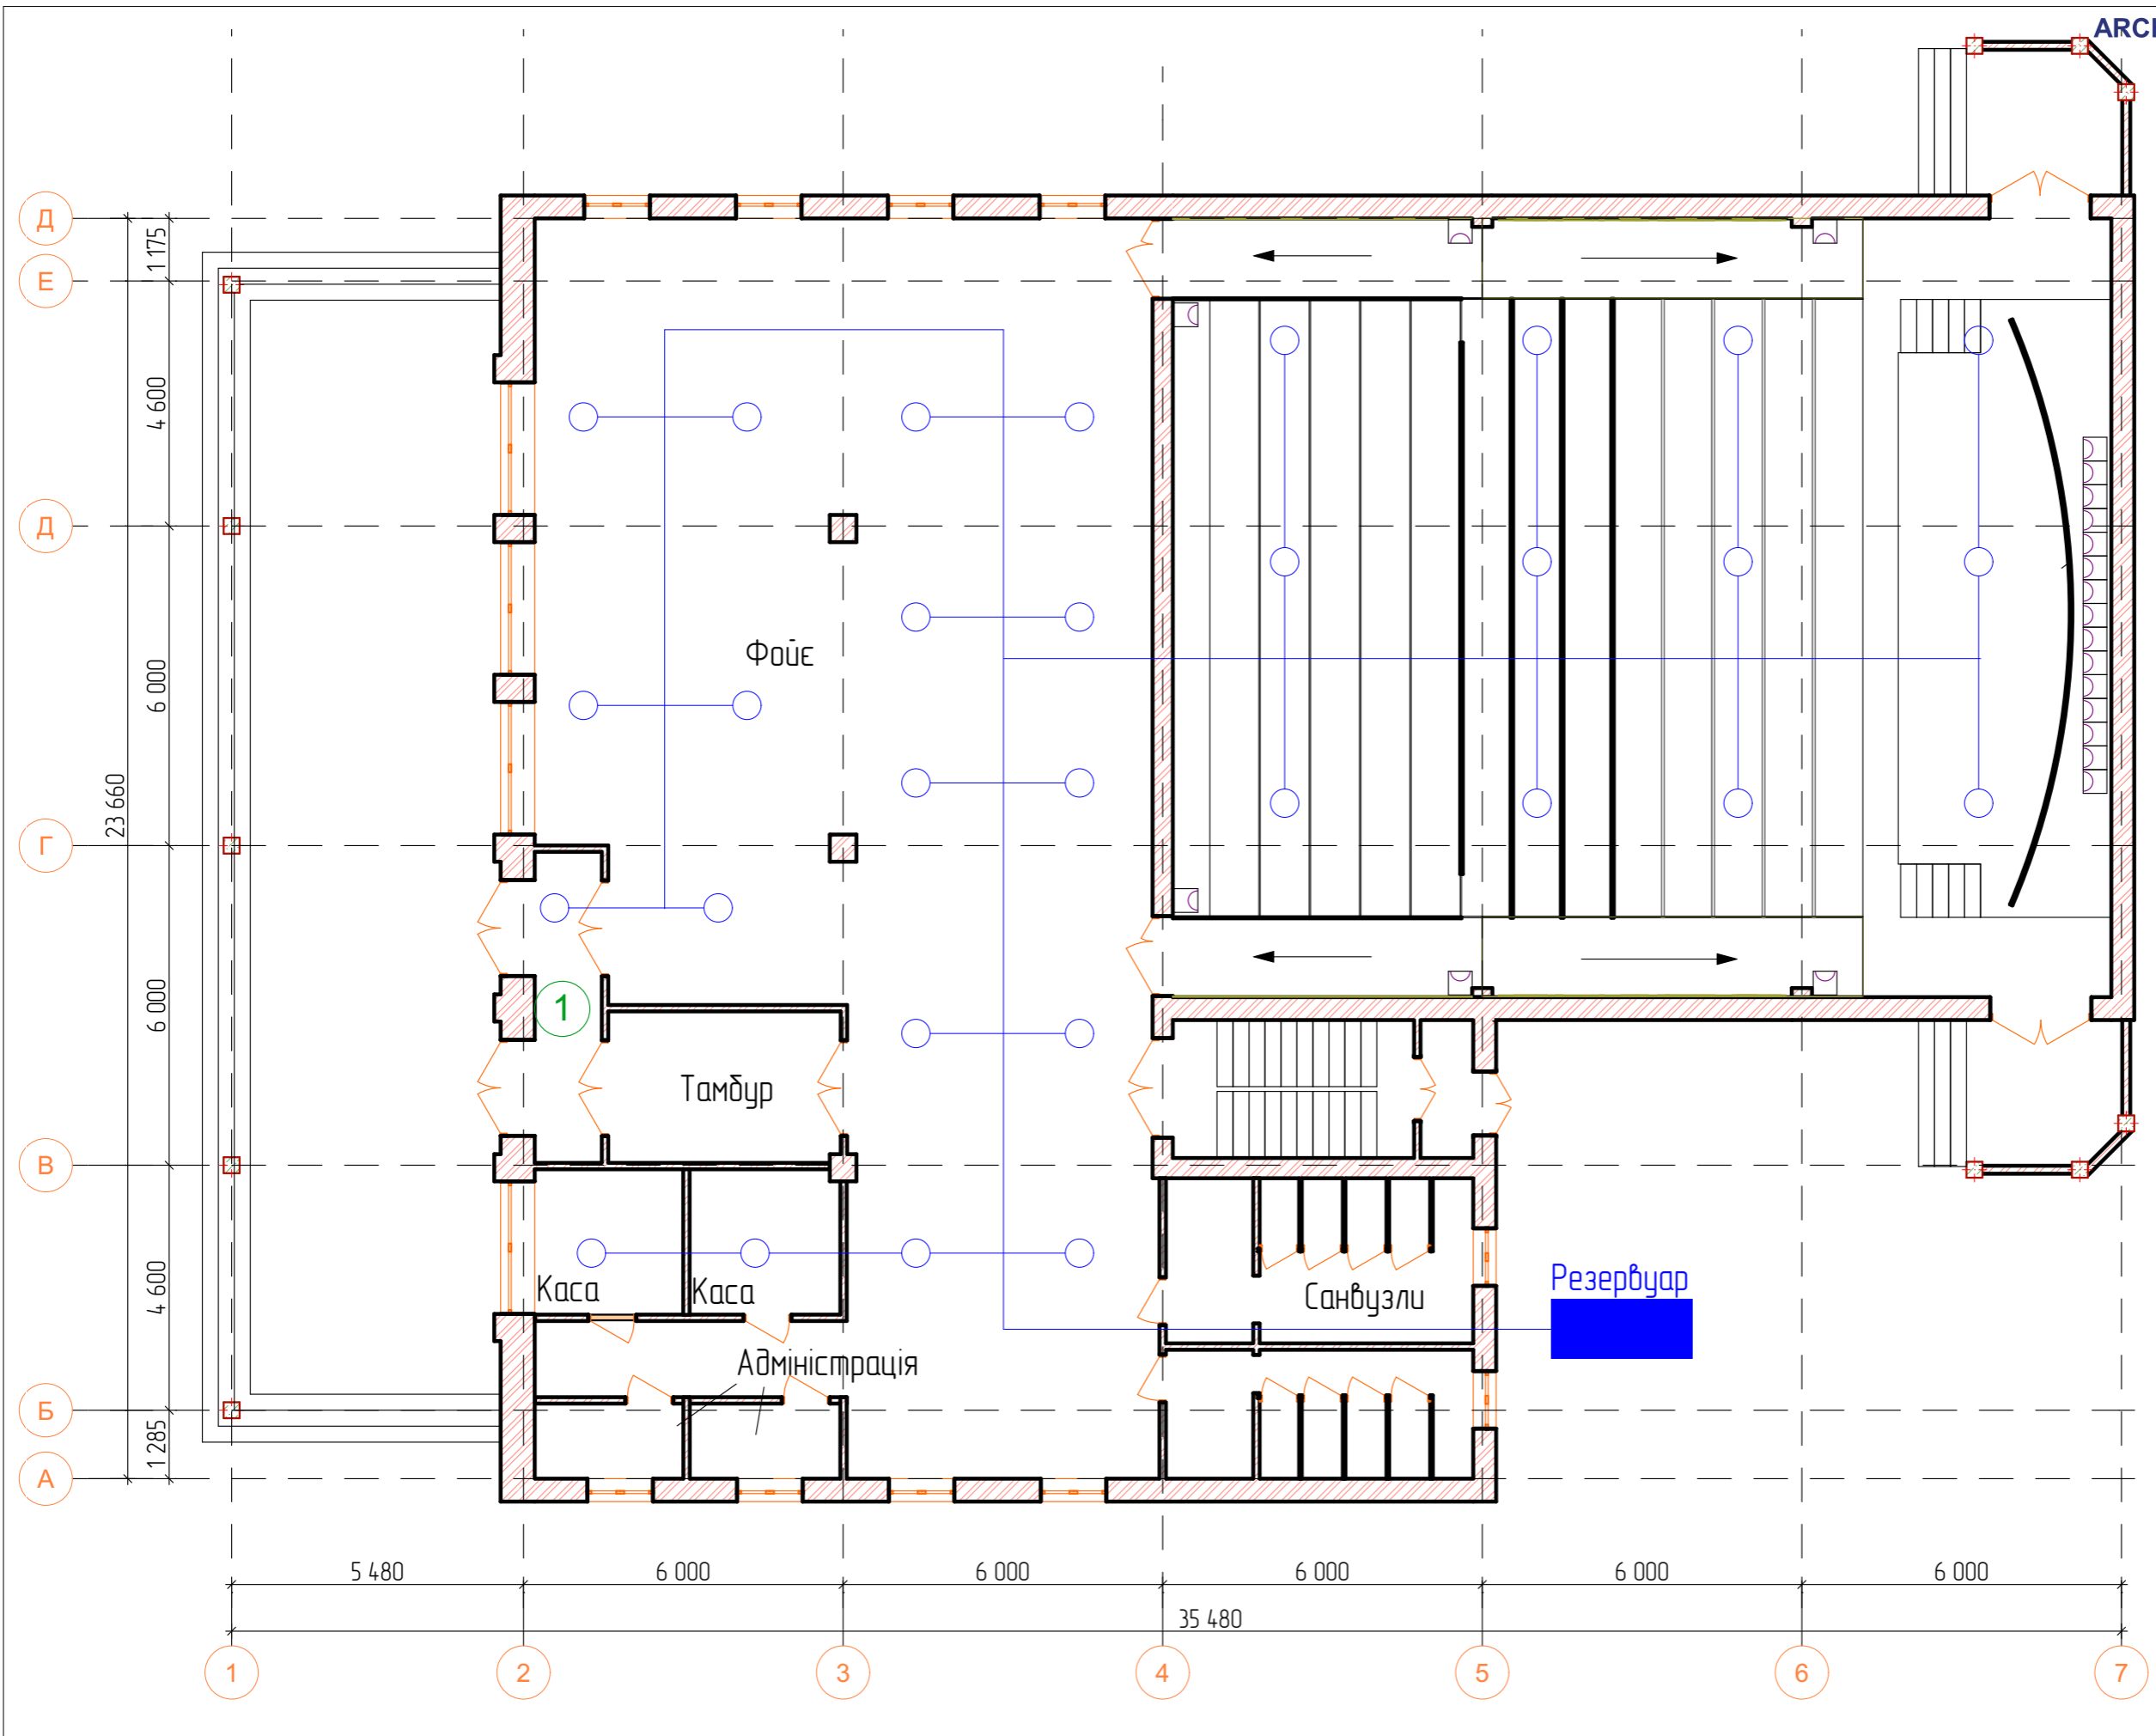 ARCI
Д
Е
Д
Г
В
Б
А
1 175
4 600
6 000
6 000
4 600
1 285
23 660
Фойє
1
Тамбур
Каса
Каса
Адміністрація
Санвузли
Резервуар
5 480
6 000
6 000
6 000
6 000
6 000
35 480
1
2
3
4
5
6
7